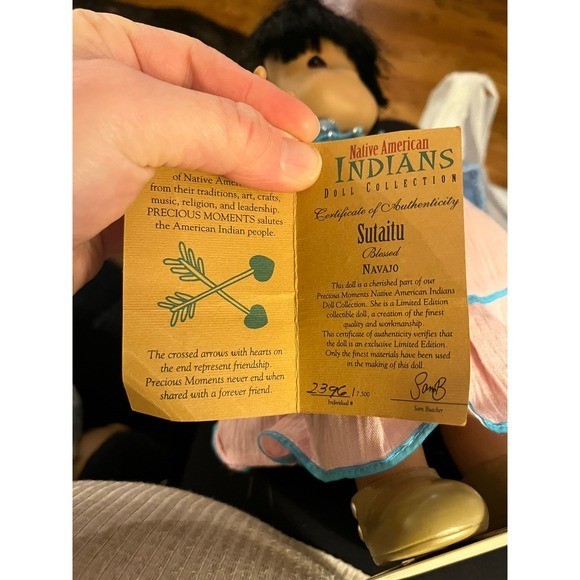 of Native Amer
from their traditions, art, crafts,
music, religion, and leadership.
PRECIOUS MOMENTS salutes
the American Indian people.
The crossed arrows with hearts on
the end represent friendship.
Precious Moments never end when
shared with a forever friend.
Native American
INDIANS
DOLL COLLECTION
Certificate of Authenticity
Sutaitu
Blessed
NAVAJO
This doll is a cherished part of our
Precious Moments Native American Indians
Doll Collection. She is a Limited Edition
collectible doll, a creation of the finest
quality and workmanship.
This certificate of authenticity verifies that
the doll is an exclusive Limited Edition.
Only the finest materials have been used
in the making of this doll.
2396/7,500
Individual #
SamB
Sam Butcher